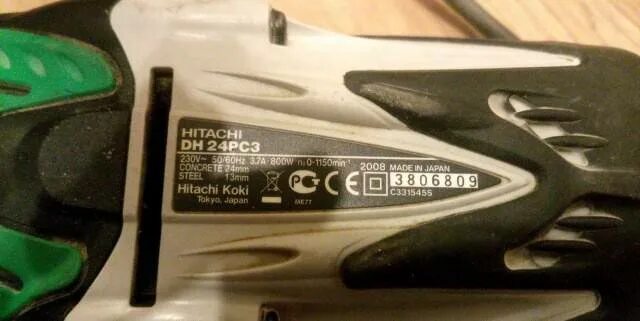 HITACHI
DH 24PC3
230V~ 50/60Hz 3,7A·800W n₀ 0-1150min⁻¹
CONCRETE 24mm
STEEL 13mm
Hitachi Koki
Tokyo, Japan
ME77
2008 MADE IN JAPAN
3806809
C3315455